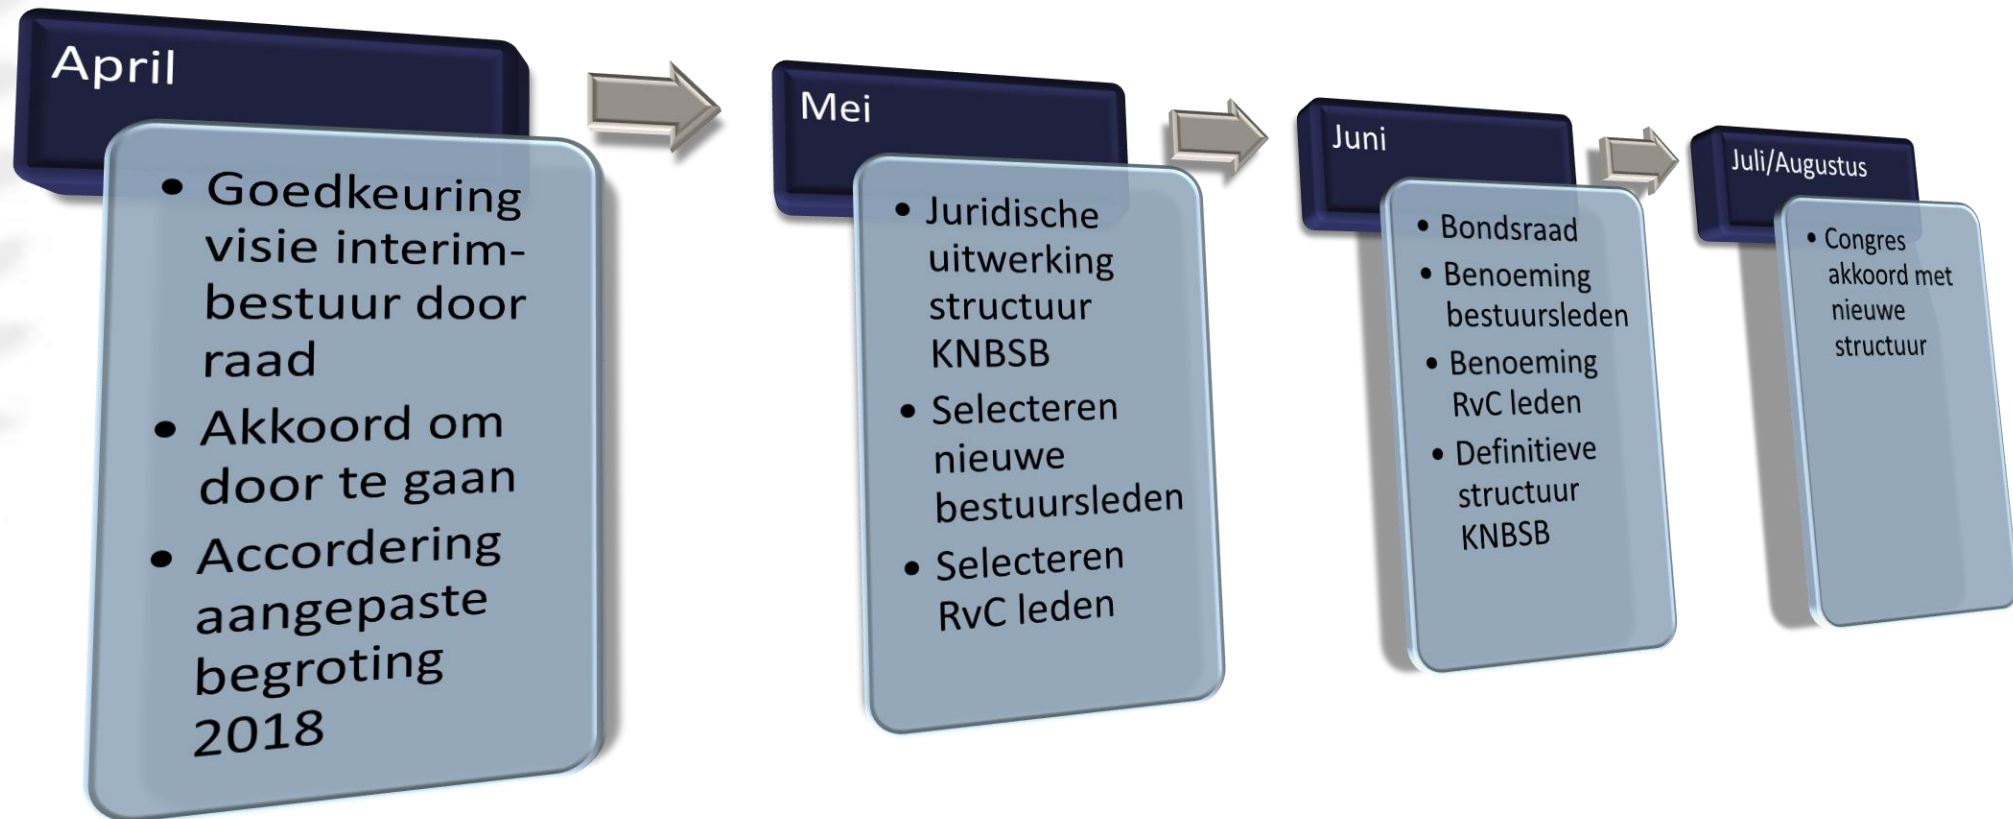 April
• Goedkeuring
visie interim-
bestuur door
raad
• Akkoord om
door te gaan
• Accordering
aangepaste
begroting
2018
Mei
• Juridische
uitwerking
structuur
KNBSB
• Selecteren
nieuwe
bestuursleden
• Selecteren
RvC leden
Juni
• Bondsraad
• Benoeming
bestuursleden
• Benoeming
RvC leden
• Definitieve
structuur
KNBSB
Juli/Augustus
• Congres
akkoord met
nieuwe
structuur